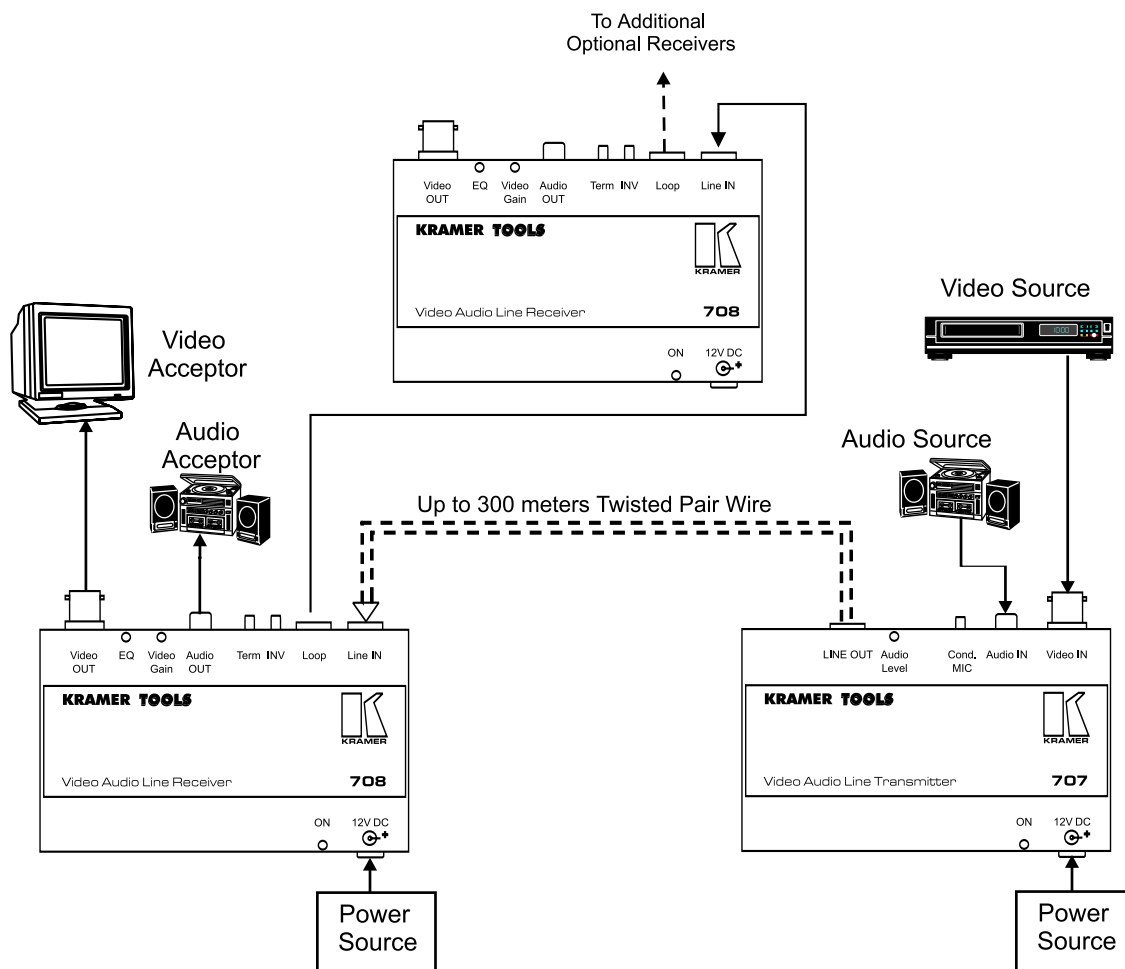 To Additional
Optional Receivers
Video OUT
EQ
Video Gain
Audio OUT
Term
INV
Loop
Line IN
KRAMER TOOLS
KRAMER
Video Audio Line Receiver
708
ON
12V DC
+
Video
Acceptor
Audio
Acceptor
Video Source
1000
Audio Source
Up to 300 meters Twisted Pair Wire
Video OUT
EQ
Video Gain
Audio OUT
Term
INV
Loop
Line IN
KRAMER TOOLS
KRAMER
Video Audio Line Receiver
708
ON
12V DC
+
Power
Source
LINE OUT
Audio Level
Cond. MIC
Audio IN
Video IN
KRAMER TOOLS
KRAMER
Video Audio Line Transmitter
707
ON
12V DC
+
Power
Source